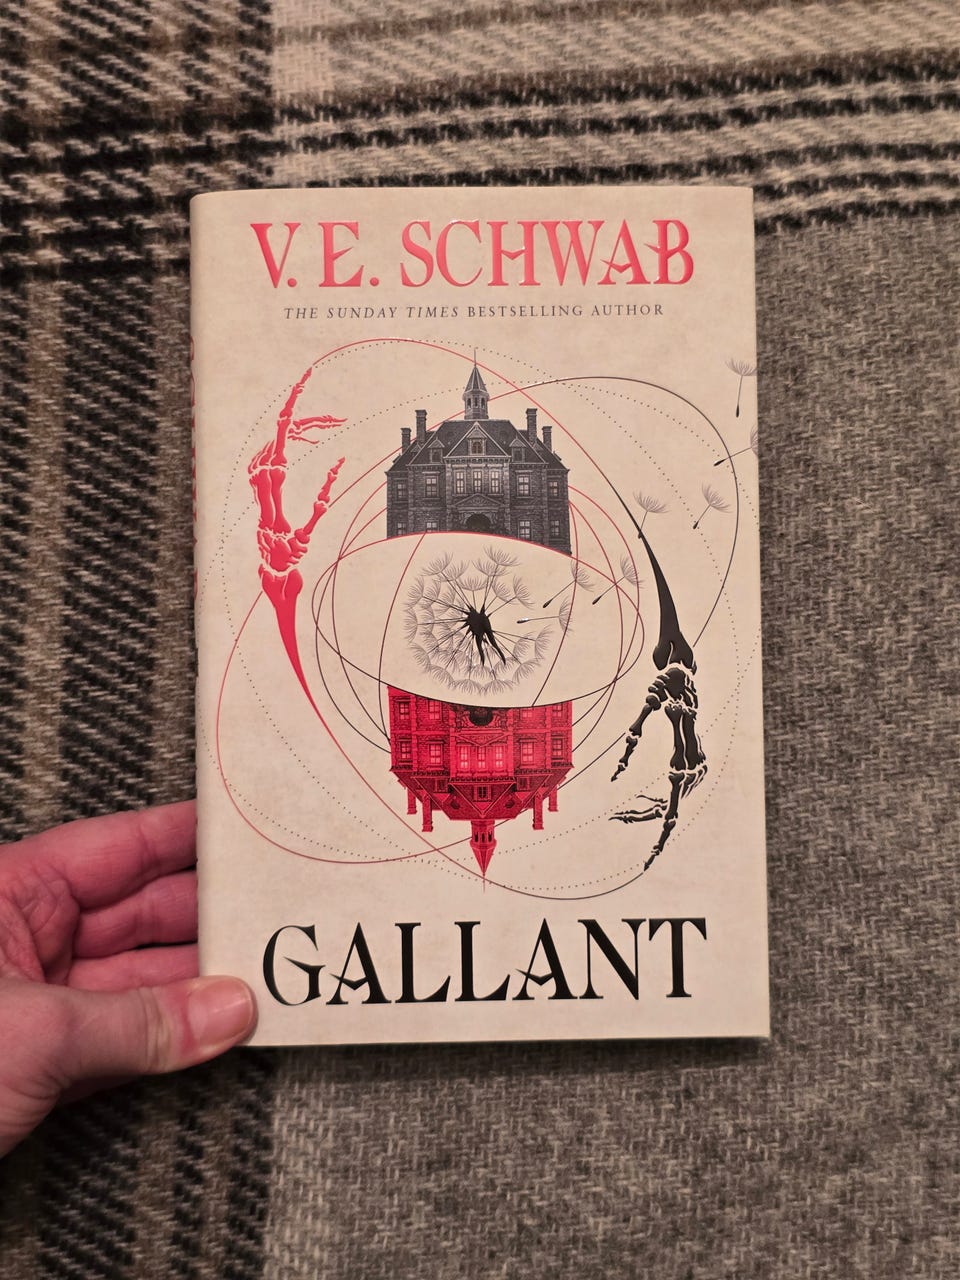 V. E. SCHWAB
THE SUNDAY TIMES BESTSELLING AUTHOR
GALLANT